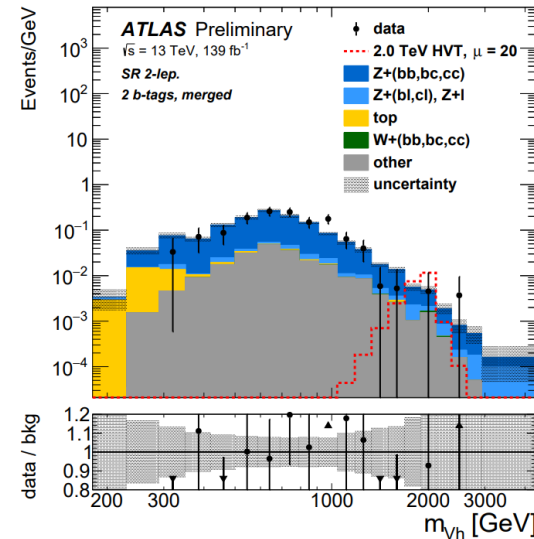 ATLAS Preliminary
√s = 13 TeV, 139 fb⁻¹
SR 2-lep.
2 b-tags, merged
data
2.0 TeV HVT, μ = 20
Z+(bb,bc,cc)
Z+(bl,cl), Z+l
top
W+(bb,bc,cc)
other
uncertainty
Events/GeV
10³
10²
10
1
10⁻¹
10⁻²
10⁻³
10⁻⁴
data / bkg
1.2
1.1
1.0
0.9
0.8
200 300 1000 2000 3000
m_Vh [GeV]